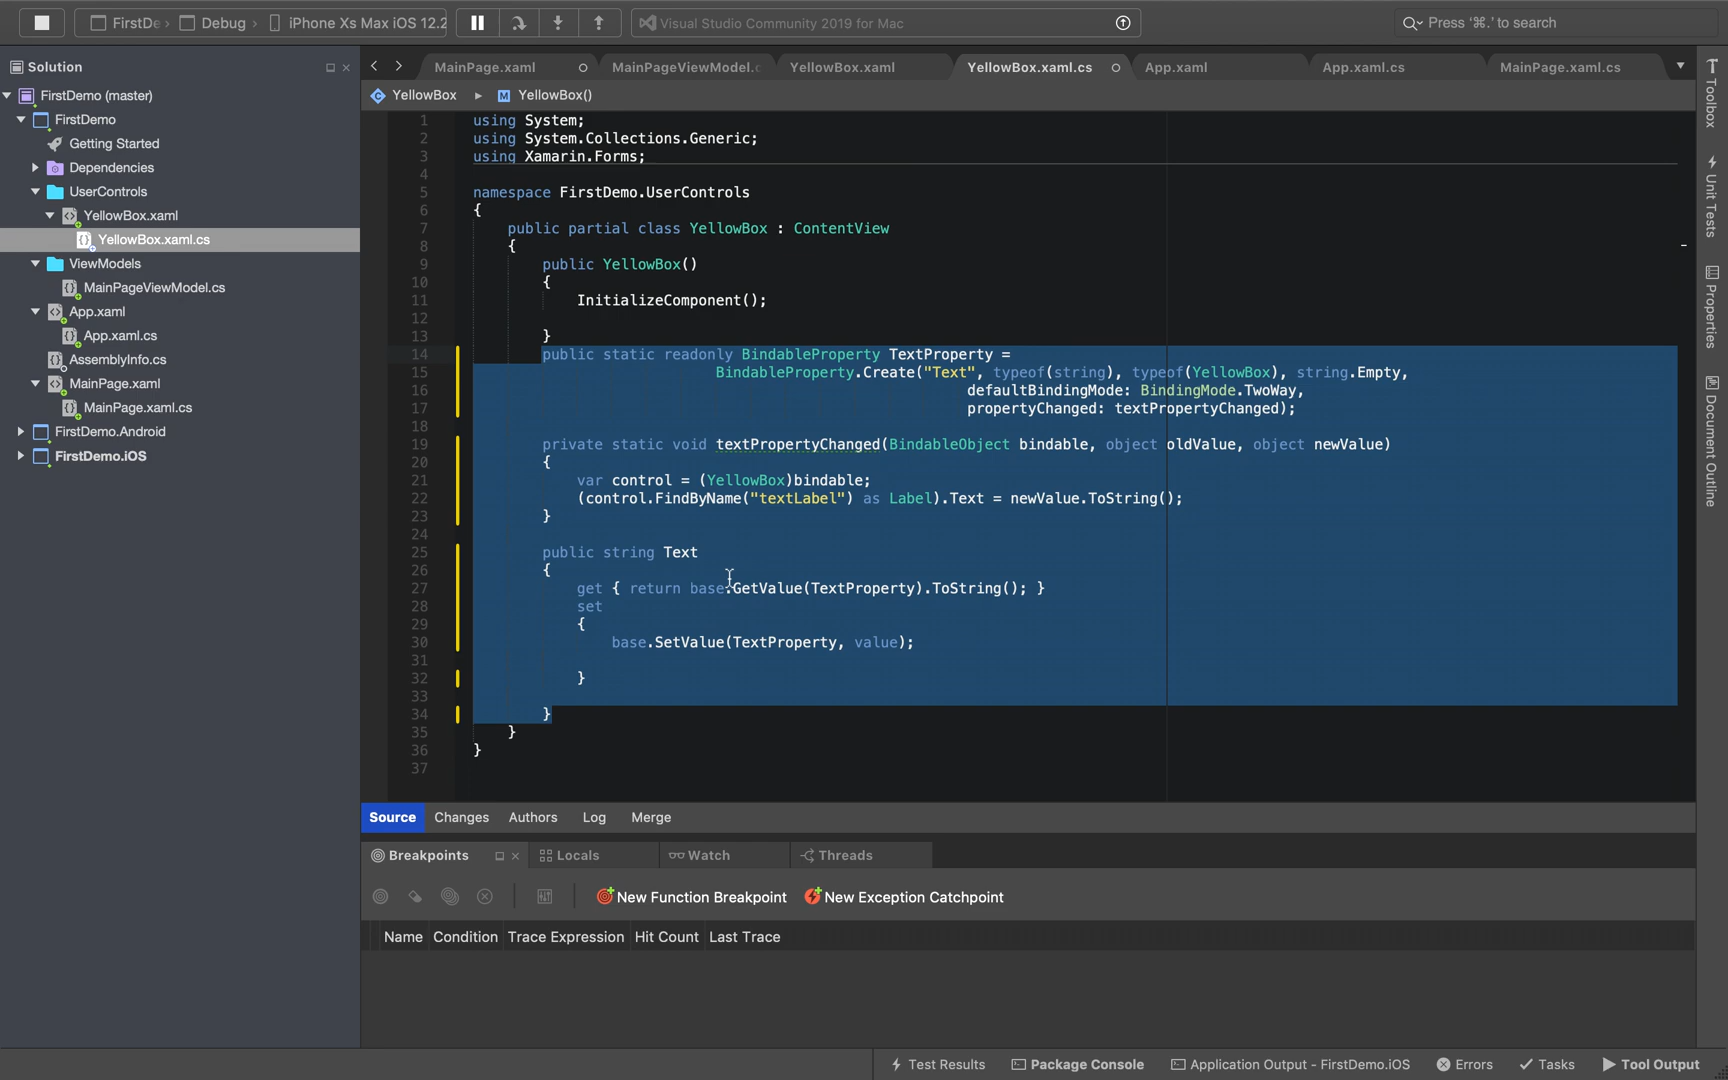 FirstDe
Debug
iPhone Xs Max iOS 12.2
Visual Studio Community 2019 for Mac
Press '⌘.' to search
Solution
FirstDemo (master)
FirstDemo
Getting Started
Dependencies
UserControls
YellowBox.xaml
YellowBox.xaml.cs
ViewModels
MainPageViewModel.cs
App.xaml
App.xaml.cs
AssemblyInfo.cs
MainPage.xaml
MainPage.xaml.cs
FirstDemo.Android
FirstDemo.iOS
MainPage.xaml
MainPageViewModel.c
YellowBox.xaml
YellowBox.xaml.cs
App.xaml
App.xaml.cs
MainPage.xaml.cs
YellowBox
M YellowBox()
1 using System;
2 using System.Collections.Generic;
3 using Xamarin.Forms;
4
5 namespace FirstDemo.UserControls
6 {
7 public partial class YellowBox : ContentView
8 {
9 public YellowBox()
10 {
11 InitializeComponent();
12
13 }
14 public static readonly BindableProperty TextProperty =
15 BindableProperty.Create("Text", typeof(string), typeof(YellowBox), string.Empty,
16 defaultBindingMode: BindingMode.TwoWay,
17 propertyChanged: textPropertyChanged);
18
19 private static void textPropertyChanged(BindableObject bindable, object oldValue, object newValue)
20 {
21 var control = (YellowBox)bindable;
22 (control.FindByName("textLabel") as Label).Text = newValue.ToString();
23 }
24
25 public string Text
26 {
27 get { return base.GetValue(TextProperty).ToString(); }
28 set
29 {
30 base.SetValue(TextProperty, value);
31
32 }
33
34 }
35 }
36 }
37
Source Changes Authors Log Merge
Breakpoints
Locals
Watch
Threads
New Function Breakpoint
New Exception Catchpoint
Name Condition Trace Expression Hit Count Last Trace
Test Results
Package Console
Application Output - FirstDemo.iOS
Errors
Tasks
Tool Output
Toolbox
Unit Tests
Properties
Document Outline